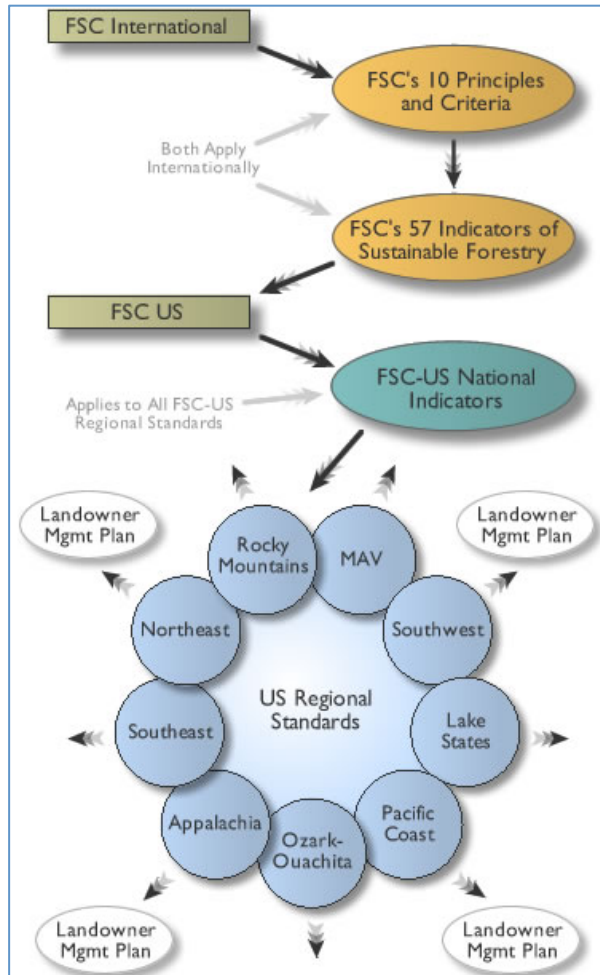 FSC International
FSC's 10 Principles
and Criteria
Both Apply
Internationally
FSC's 57 Indicators of
Sustainable Forestry
FSC US
FSC-US National
Indicators
Applies to All FSC-US
Regional Standards
Landowner
Mgmt Plan
Landowner
Mgmt Plan
Rocky
Mountains
MAV
Northeast
Southwest
US Regional
Standards
Southeast
Lake
States
Appalachia
Pacific
Coast
Ozark-
Ouachita
Landowner
Mgmt Plan
Landowner
Mgmt Plan